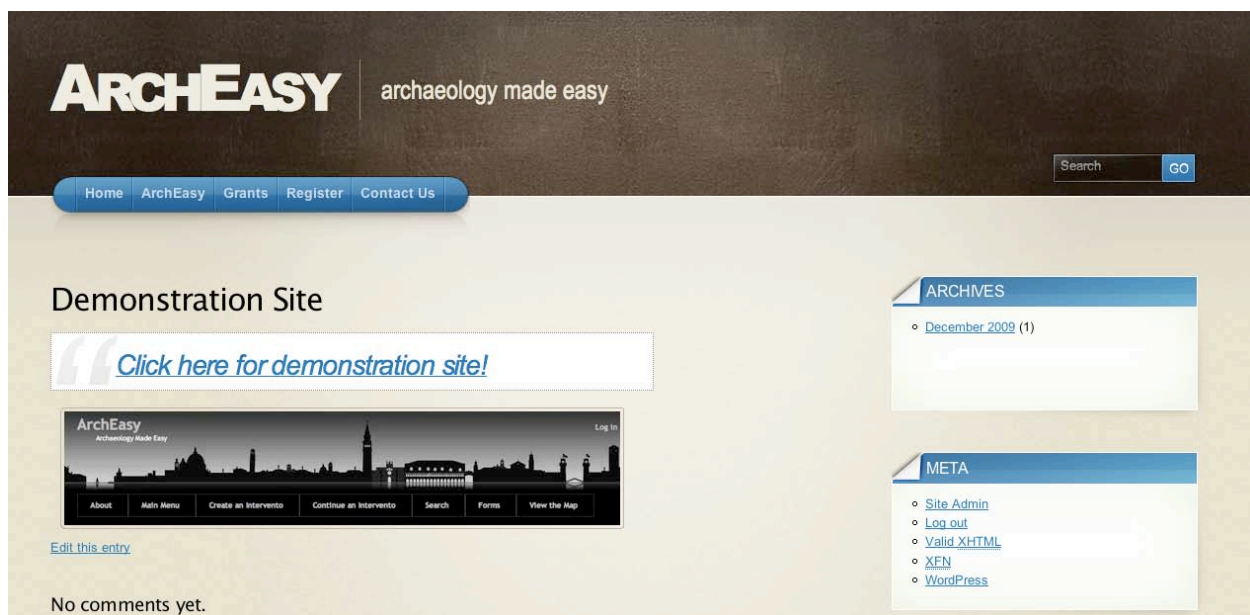 ARCHEASY
archaeology made easy
Search GO
Home ArchEasy Grants Register Contact Us
Demonstration Site
Click here for demonstration site!
ArchEasy
Archaeology Made Easy
Log In
About Main Menu Create an Intervento Continue an Intervento Search Forms View the Map
Edit this entry
No comments yet.
ARCHIVES
December 2009 (1)
META
Site Admin
Log out
Valid XHTML
XFN
WordPress